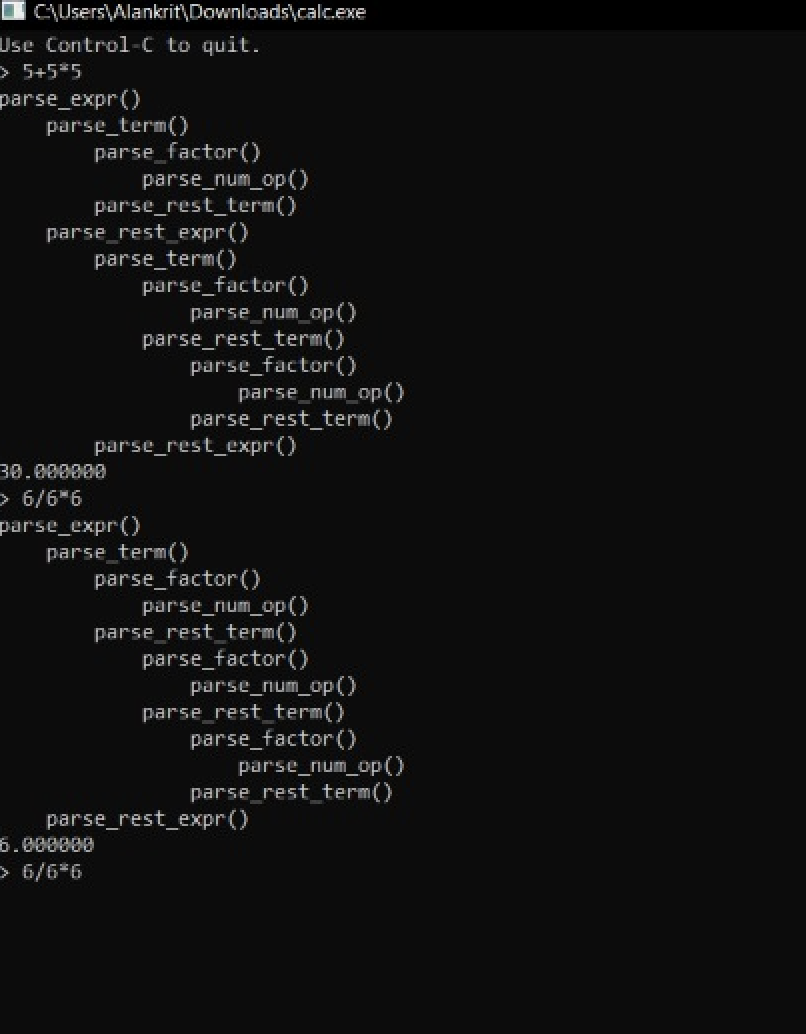 C:\Users\Alankrit\Downloads\calc.exe
Use Control-C to quit.
> 5+5*5
parse_expr()
parse_term()
parse_factor()
parse_num_op()
parse_rest_term()
parse_rest_expr()
parse_term()
parse_factor()
parse_num_op()
parse_rest_term()
parse_factor()
parse_num_op()
parse_rest_term()
parse_rest_expr()
30.000000
> 6/6*6
parse_expr()
parse_term()
parse_factor()
parse_num_op()
parse_rest_term()
parse_factor()
parse_num_op()
parse_rest_term()
parse_factor()
parse_num_op()
parse_rest_term()
parse_rest_expr()
6.000000
> 6/6*6